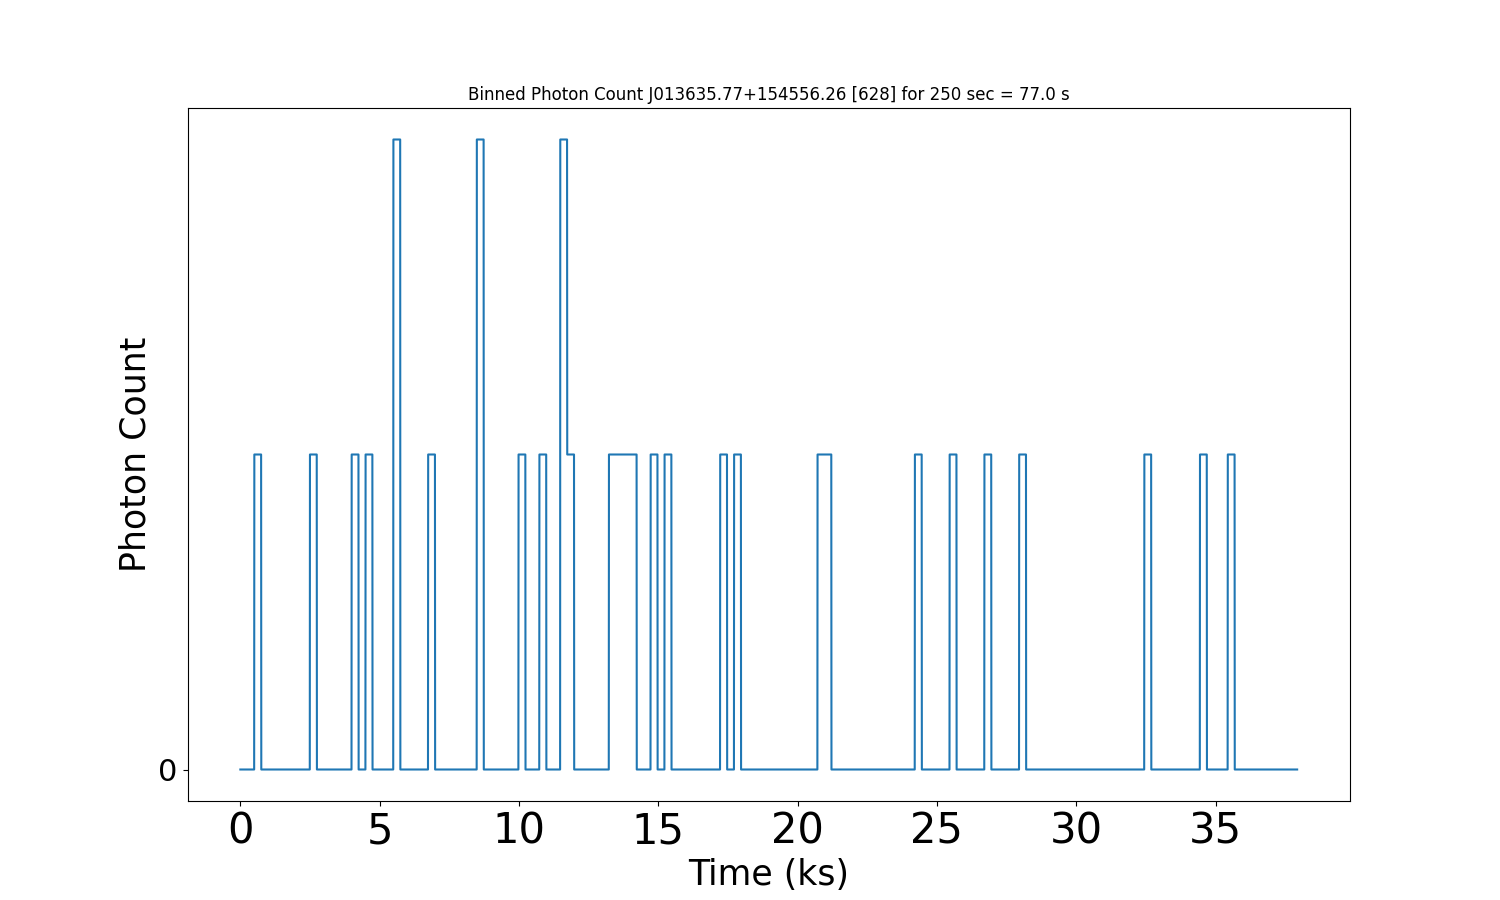 Binned Photon Count J013635.77+154556.26 [628] for 250 sec = 77.0 s
Photon Count
0
0 5 10 15 20 25 30 35
Time (ks)